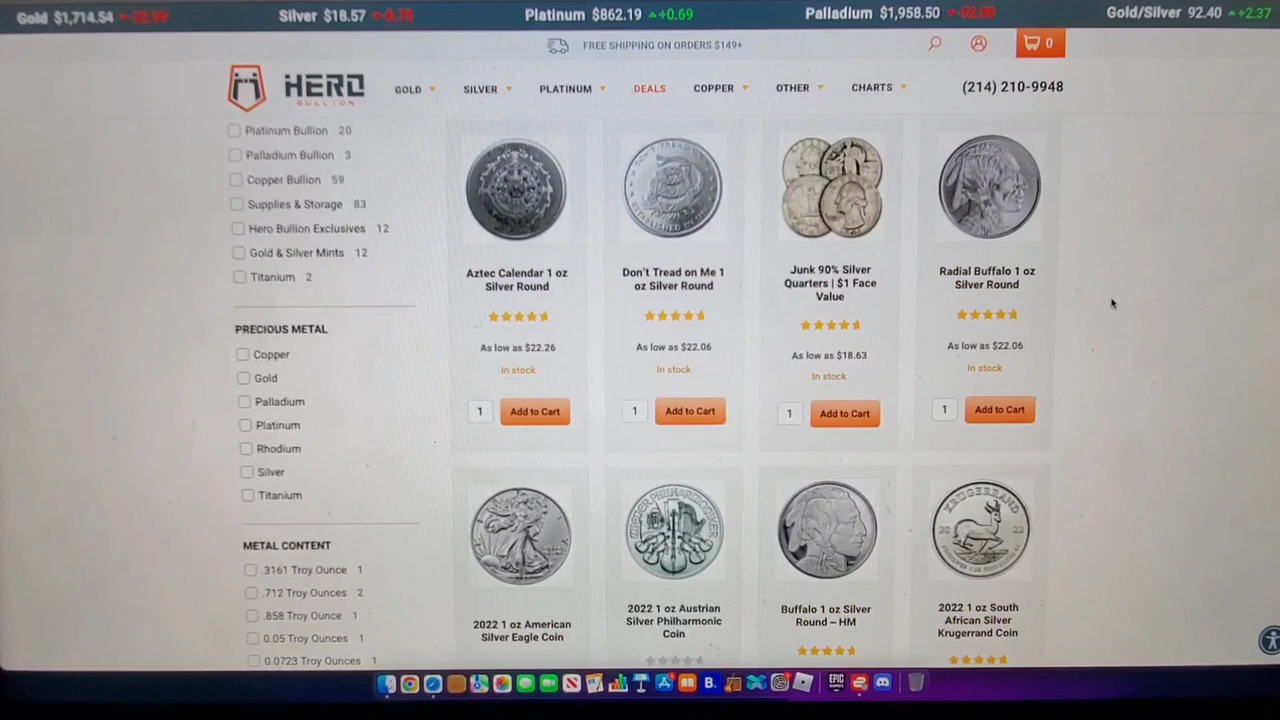 Gold $1,714.54
Silver $18.57
Platinum $862.19 +0.69
Palladium $1,958.50
Gold/Silver 92.40 +2.37
FREE SHIPPING ON ORDERS $149+
0
HERO
BULLION
GOLD
SILVER
PLATINUM
DEALS
COPPER
OTHER
CHARTS
(214) 210-9948
Platinum Bullion 20
Palladium Bullion 3
Copper Bullion 59
Supplies & Storage 83
Hero Bullion Exclusives 12
Gold & Silver Mints 12
Titanium 2
PRECIOUS METAL
Copper
Gold
Palladium
Platinum
Rhodium
Silver
Titanium
METAL CONTENT
.3161 Troy Ounce 1
.712 Troy Ounces 2
.858 Troy Ounce 1
0.05 Troy Ounces 1
0.0723 Troy Ounces 1
Aztec Calendar 1 oz
Silver Round
As low as $22.26
In stock
1
Add to Cart
Don't Tread on Me 1
oz Silver Round
As low as $22.06
In stock
1
Add to Cart
Junk 90% Silver
Quarters | $1 Face
Value
As low as $18.63
In stock
1
Add to Cart
Radial Buffalo 1 oz
Silver Round
As low as $22.06
In stock
1
Add to Cart
2022 1 oz American
Silver Eagle Coin
2022 1 oz Austrian
Silver Philharmonic
Coin
Buffalo 1 oz Silver
Round – HM
KRUGERRAND
20 22
2022 1 oz South
African Silver
Krugerrand Coin
B.
EPIC